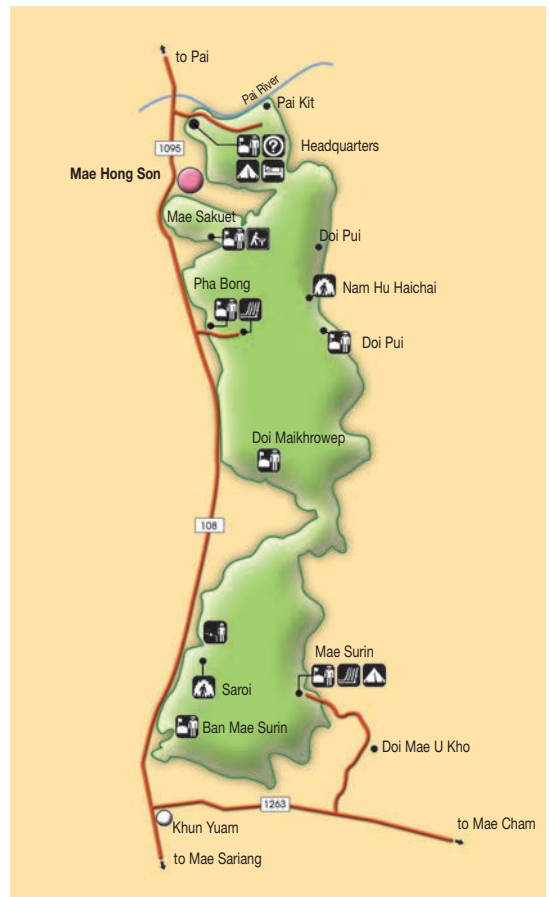 to Pai
Pai River
Pai Kit
Headquarters
1095
Mae Hong Son
Mae Sakuet
Doi Pui
Pha Bong
Nam Hu Haichai
Doi Pui
Doi Maikhrowep
108
Mae Surin
Saroi
Ban Mae Surin
Doi Mae U Kho
1263
Khun Yuam
to Mae Cham
to Mae Sariang